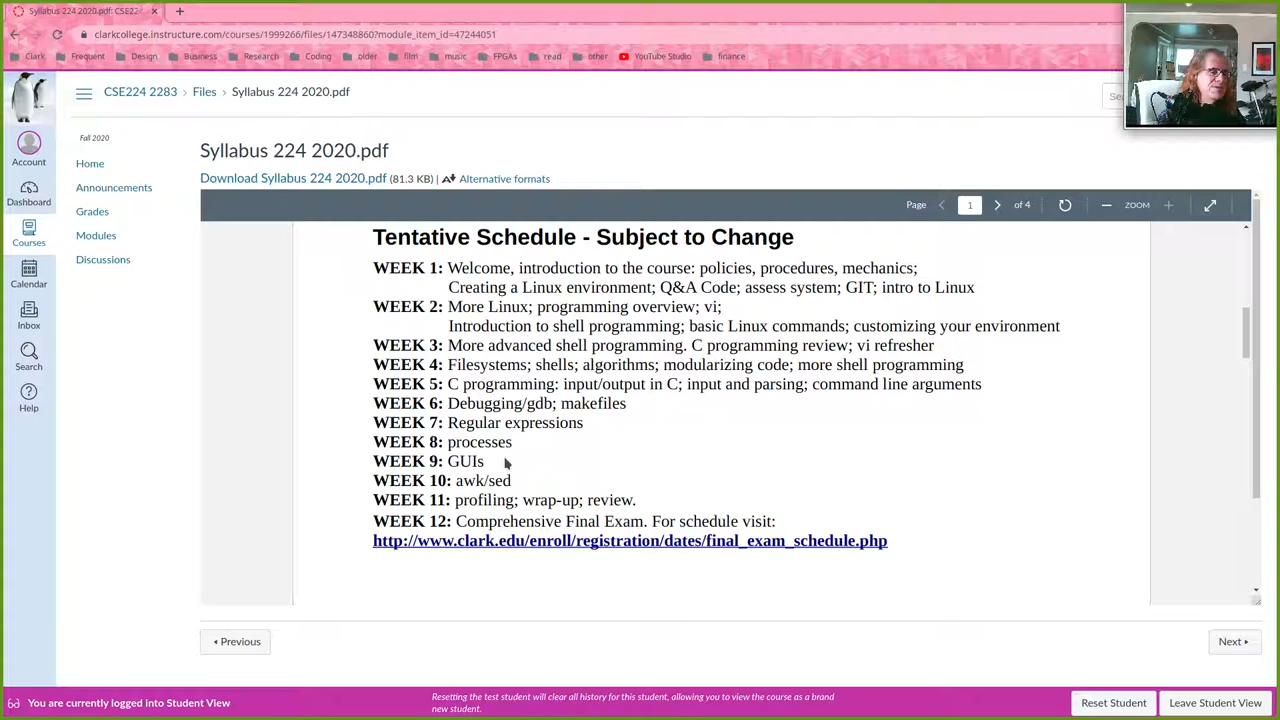 Syllabus 224 2020.pdf: CSE22
clarkcollege.instructure.com/courses/1999266/files/147348860?module_item_id=47244051
Clark Frequent Design Business Research Coding older film music FPGAs read other YouTube Studio finance
CSE224 2283 › Files › Syllabus 224 2020.pdf
Fall 2020
Home
Announcements
Grades
Modules
Discussions
Account
Dashboard
Courses
Calendar
Inbox
Search
Help
Syllabus 224 2020.pdf
Download Syllabus 224 2020.pdf (81.3 KB) | Alternative formats
Page 1 of 4 ZOOM
Tentative Schedule - Subject to Change
WEEK 1: Welcome, introduction to the course: policies, procedures, mechanics;
Creating a Linux environment; Q&A Code; assess system; GIT; intro to Linux
WEEK 2: More Linux; programming overview; vi;
Introduction to shell programming; basic Linux commands; customizing your environment
WEEK 3: More advanced shell programming. C programming review; vi refresher
WEEK 4: Filesystems; shells; algorithms; modularizing code; more shell programming
WEEK 5: C programming: input/output in C; input and parsing; command line arguments
WEEK 6: Debugging/gdb; makefiles
WEEK 7: Regular expressions
WEEK 8: processes
WEEK 9: GUIs
WEEK 10: awk/sed
WEEK 11: profiling; wrap-up; review.
WEEK 12: Comprehensive Final Exam. For schedule visit:
http://www.clark.edu/enroll/registration/dates/final_exam_schedule.php
Previous
Next
You are currently logged into Student View
Resetting the test student will clear all history for this student, allowing you to view the course as a brand
new student.
Reset Student
Leave Student View